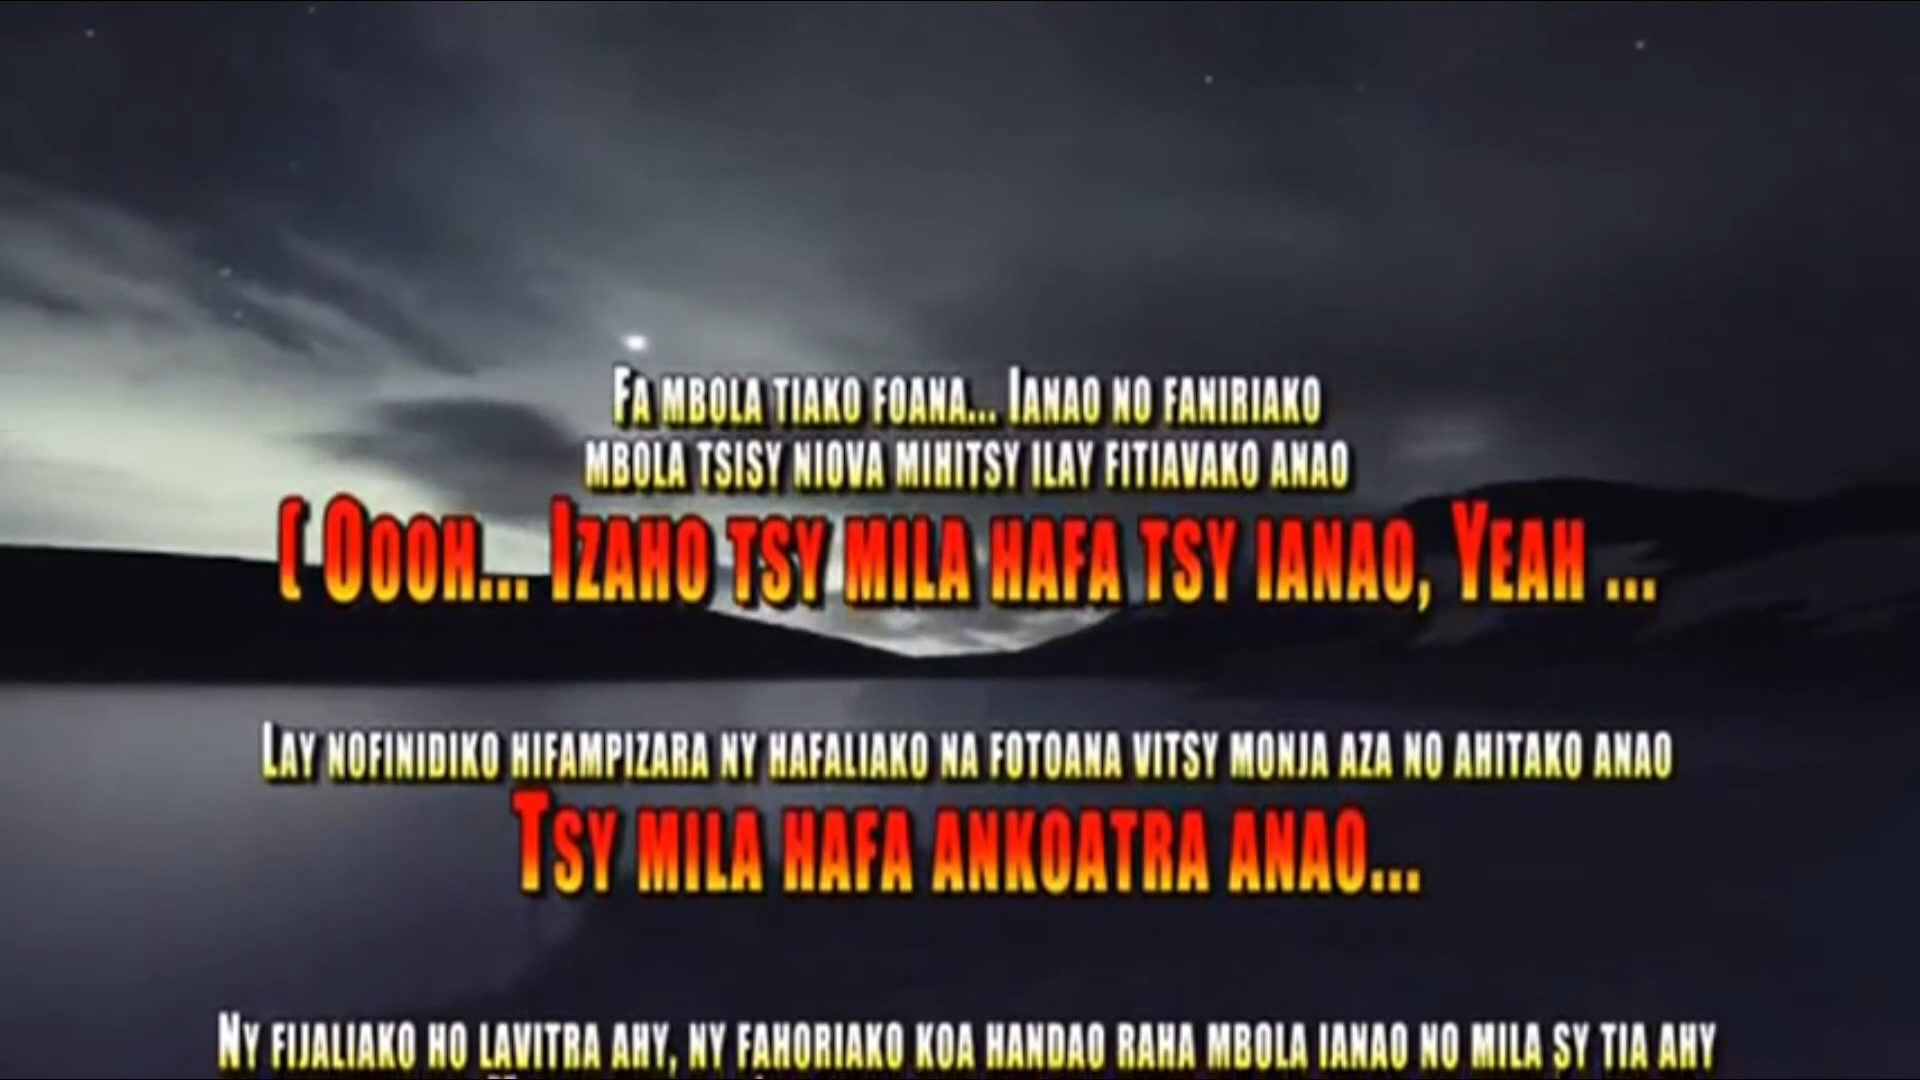 Fa mbola tiako foana... Ianao no faniriako
mbola tsisy niova mihitsy ilay fitiavako anao
( Oooh... Izaho tsy mila hafa tsy ianao, Yeah ...
Lay nofinidiko hifampizara ny hafaliako na fotoana vitsy monja aza no ahitako anao
Tsy mila hafa ankoatra anao...
Ny fijaliako ho lavitra ahy, ny fahoriako koa handao raha mbola ianao no mila sy tia ahy